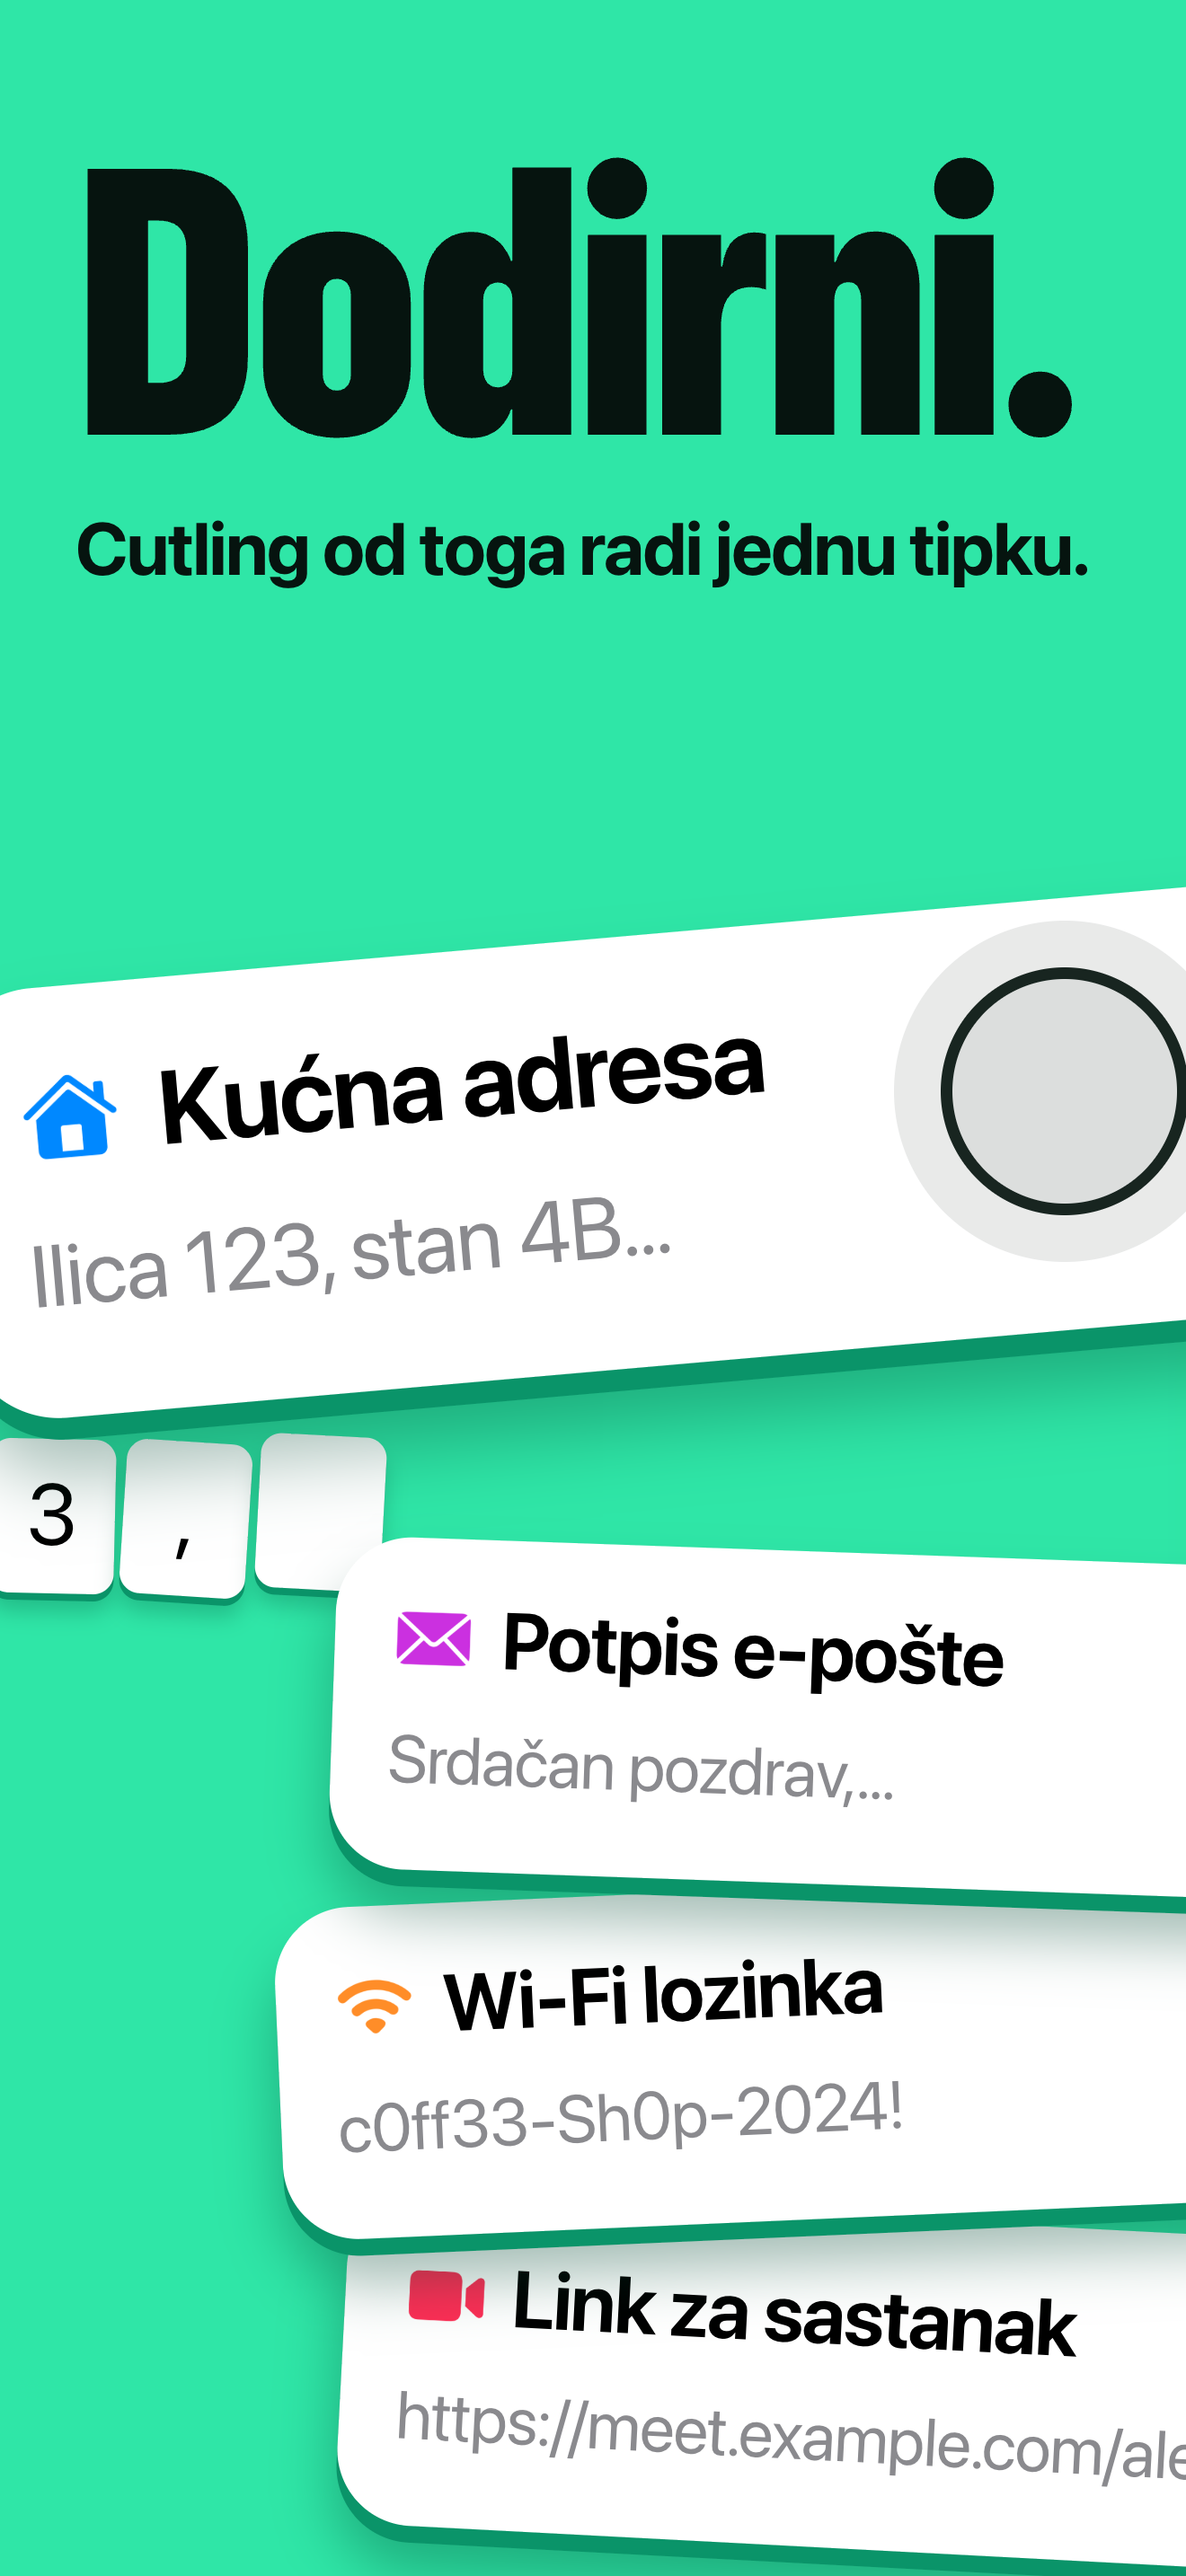 Dodirni.
Cutling od toga radi jednu tipku.
Kućna adresa
Ilica 123, stan 4B...
3 ,
Potpis e-pošte
Srdačan pozdrav,...
Wi-Fi lozinka
c0ff33-Sh0p-2024!
Link za sastanak
https://meet.example.com/ale